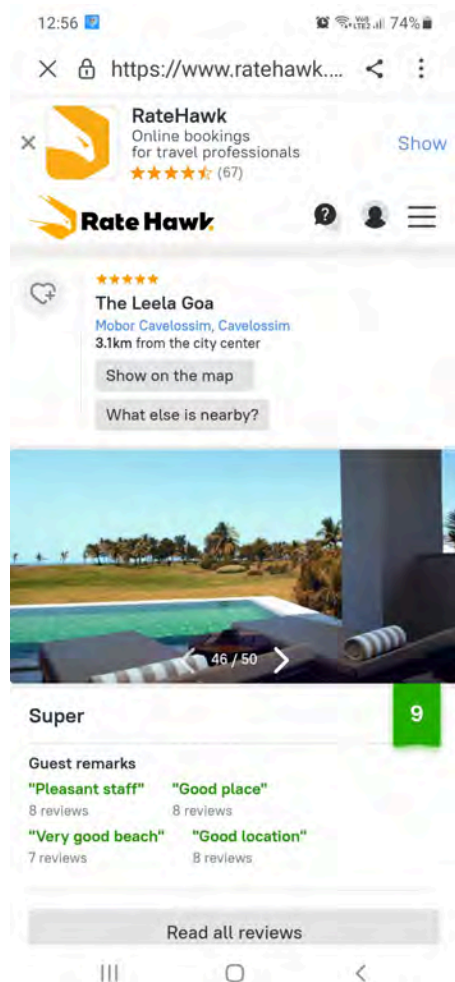 12:56
Vo))
LTE2
74%
https://www.ratehawk....
RateHawk
Online bookings
for travel professionals
(67)
Show
RateHawk.
The Leela Goa
Mobor Cavelossim, Cavelossim
3.1km from the city center
Show on the map
What else is nearby?
46 / 50
Super
9
Guest remarks
"Pleasant staff" "Good place"
8 reviews 8 reviews
"Very good beach" "Good location"
7 reviews 8 reviews
Read all reviews